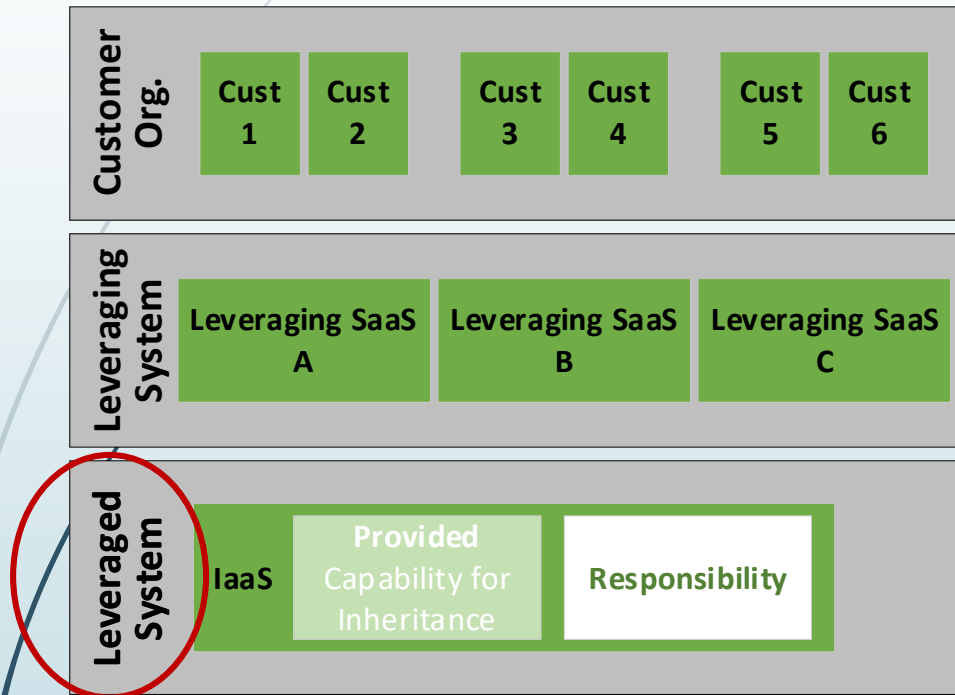 Customer
Org.
Cust
1
Cust
2
Cust
3
Cust
4
Cust
5
Cust
6
Leveraging
System
Leveraging SaaS
A
Leveraging SaaS
B
Leveraging SaaS
C
Leveraged
System
IaaS
Provided
Capability for
Inheritance
Responsibility